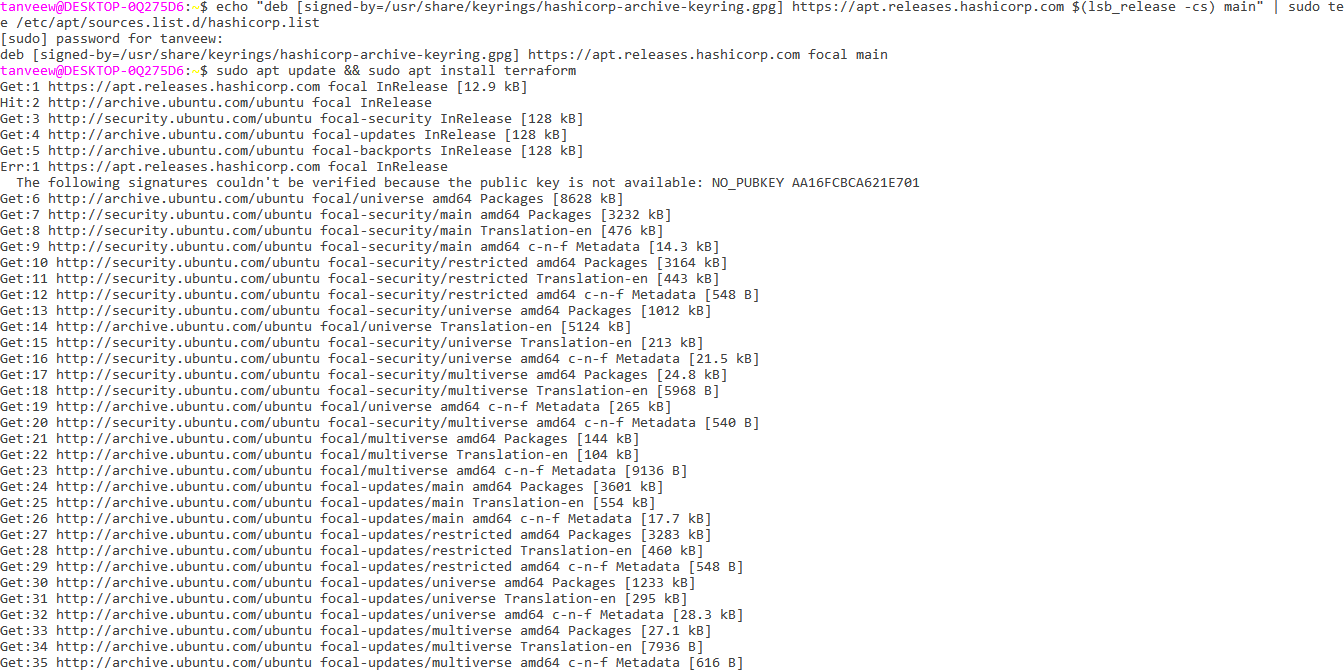 tanveew@DESKTOP-0Q275D6:~$ echo "deb [signed-by=/usr/share/keyrings/hashicorp-archive-keyring.gpg] https://apt.releases.hashicorp.com $(lsb_release -cs) main" | sudo te
e /etc/apt/sources.list.d/hashicorp.list
[sudo] password for tanveew:
deb [signed-by=/usr/share/keyrings/hashicorp-archive-keyring.gpg] https://apt.releases.hashicorp.com focal main
tanveew@DESKTOP-0Q275D6:~$ sudo apt update && sudo apt install terraform
Get:1 https://apt.releases.hashicorp.com focal InRelease [12.9 kB]
Hit:2 http://archive.ubuntu.com/ubuntu focal InRelease
Get:3 http://security.ubuntu.com/ubuntu focal-security InRelease [128 kB]
Get:4 http://archive.ubuntu.com/ubuntu focal-updates InRelease [128 kB]
Get:5 http://archive.ubuntu.com/ubuntu focal-backports InRelease [128 kB]
Err:1 https://apt.releases.hashicorp.com focal InRelease
  The following signatures couldn't be verified because the public key is not available: NO_PUBKEY AA16FCBCA621E701
Get:6 http://archive.ubuntu.com/ubuntu focal/universe amd64 Packages [8628 kB]
Get:7 http://security.ubuntu.com/ubuntu focal-security/main amd64 Packages [3232 kB]
Get:8 http://security.ubuntu.com/ubuntu focal-security/main Translation-en [476 kB]
Get:9 http://security.ubuntu.com/ubuntu focal-security/main amd64 c-n-f Metadata [14.3 kB]
Get:10 http://security.ubuntu.com/ubuntu focal-security/restricted amd64 Packages [3164 kB]
Get:11 http://security.ubuntu.com/ubuntu focal-security/restricted Translation-en [443 kB]
Get:12 http://security.ubuntu.com/ubuntu focal-security/restricted amd64 c-n-f Metadata [548 B]
Get:13 http://security.ubuntu.com/ubuntu focal-security/universe amd64 Packages [1012 kB]
Get:14 http://archive.ubuntu.com/ubuntu focal/universe Translation-en [5124 kB]
Get:15 http://security.ubuntu.com/ubuntu focal-security/universe Translation-en [213 kB]
Get:16 http://security.ubuntu.com/ubuntu focal-security/universe amd64 c-n-f Metadata [21.5 kB]
Get:17 http://security.ubuntu.com/ubuntu focal-security/multiverse amd64 Packages [24.8 kB]
Get:18 http://security.ubuntu.com/ubuntu focal-security/multiverse Translation-en [5968 B]
Get:19 http://archive.ubuntu.com/ubuntu focal/universe amd64 c-n-f Metadata [265 kB]
Get:20 http://security.ubuntu.com/ubuntu focal-security/multiverse amd64 c-n-f Metadata [540 B]
Get:21 http://archive.ubuntu.com/ubuntu focal/multiverse amd64 Packages [144 kB]
Get:22 http://archive.ubuntu.com/ubuntu focal/multiverse Translation-en [104 kB]
Get:23 http://archive.ubuntu.com/ubuntu focal/multiverse amd64 c-n-f Metadata [9136 B]
Get:24 http://archive.ubuntu.com/ubuntu focal-updates/main amd64 Packages [3601 kB]
Get:25 http://archive.ubuntu.com/ubuntu focal-updates/main Translation-en [554 kB]
Get:26 http://archive.ubuntu.com/ubuntu focal-updates/main amd64 c-n-f Metadata [17.7 kB]
Get:27 http://archive.ubuntu.com/ubuntu focal-updates/restricted amd64 Packages [3283 kB]
Get:28 http://archive.ubuntu.com/ubuntu focal-updates/restricted Translation-en [460 kB]
Get:29 http://archive.ubuntu.com/ubuntu focal-updates/restricted amd64 c-n-f Metadata [548 B]
Get:30 http://archive.ubuntu.com/ubuntu focal-updates/universe amd64 Packages [1233 kB]
Get:31 http://archive.ubuntu.com/ubuntu focal-updates/universe Translation-en [295 kB]
Get:32 http://archive.ubuntu.com/ubuntu focal-updates/universe amd64 c-n-f Metadata [28.3 kB]
Get:33 http://archive.ubuntu.com/ubuntu focal-updates/multiverse amd64 Packages [27.1 kB]
Get:34 http://archive.ubuntu.com/ubuntu focal-updates/multiverse Translation-en [7936 B]
Get:35 http://archive.ubuntu.com/ubuntu focal-updates/multiverse amd64 c-n-f Metadata [616 B]